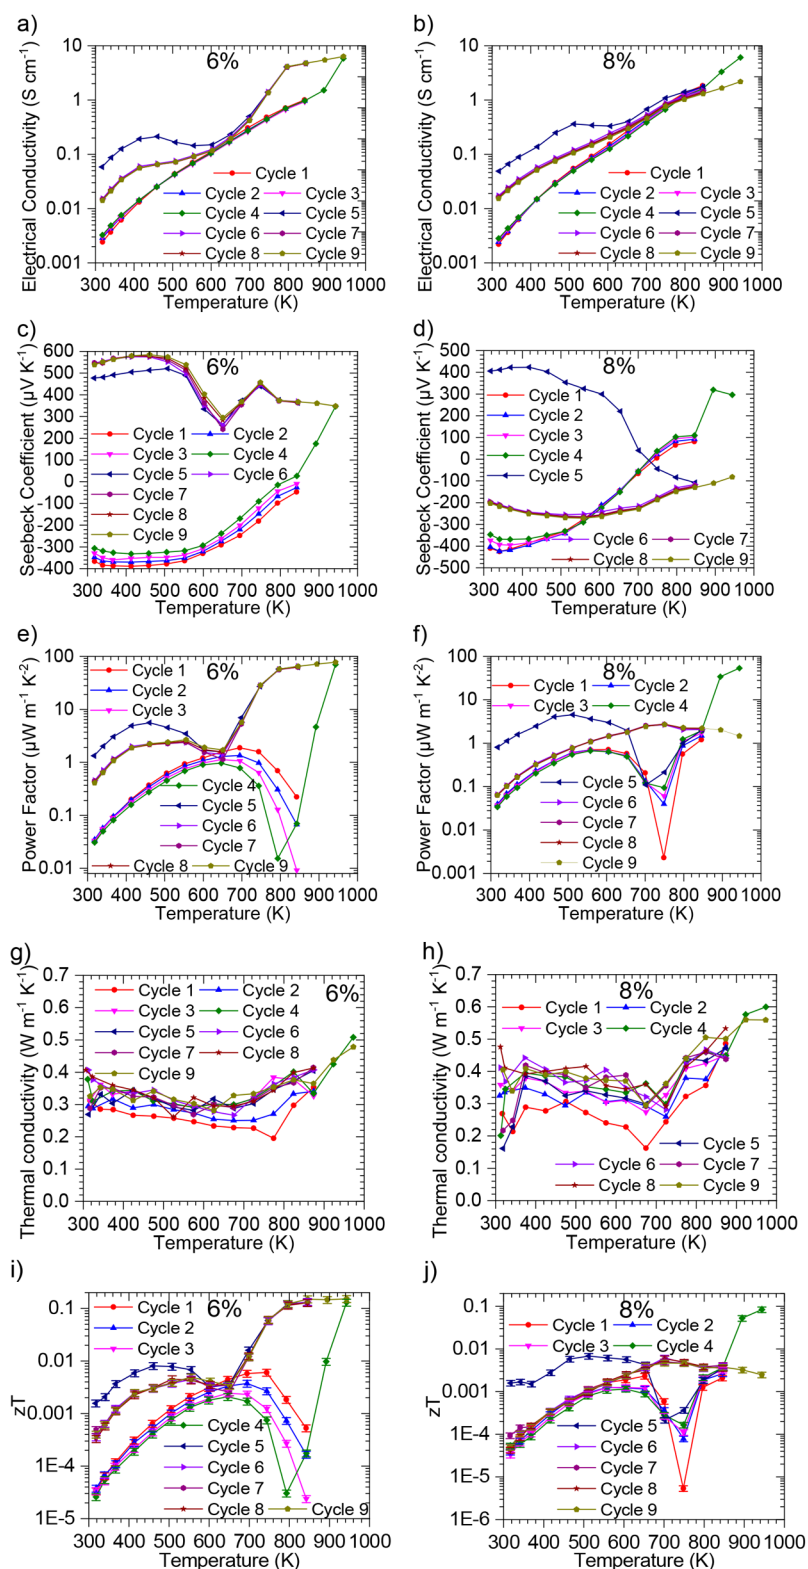 a)
6%
Electrical Conductivity (S cm⁻¹)
10
1
0.1
0.01
0.001
Cycle 1
Cycle 2 Cycle 3
Cycle 4 Cycle 5
Cycle 6 Cycle 7
Cycle 8 Cycle 9
300 400 500 600 700 800 900 1000
Temperature (K)
b)
8%
Electrical Conductivity (S cm⁻¹)
10
1
0.1
0.01
0.001
Cycle 1
Cycle 2 Cycle 3
Cycle 4 Cycle 5
Cycle 6 Cycle 7
Cycle 8 Cycle 9
300 400 500 600 700 800 900 1000
Temperature (K)
c)
6%
Seebeck Coefficient (µV K⁻¹)
600
500
400
300
200
100
0
-100
-200
-300
-400
Cycle 1 Cycle 2
Cycle 3 Cycle 4
Cycle 5 Cycle 6
Cycle 7
Cycle 8
Cycle 9
300 400 500 600 700 800 900 1000
Temperature (K)
d)
8%
Seebeck Coefficient (µV K⁻¹)
500
400
300
200
100
0
-100
-200
-300
-400
-500
Cycle 1
Cycle 2
Cycle 3
Cycle 4
Cycle 5
Cycle 6 Cycle 7
Cycle 8 Cycle 9
300 400 500 600 700 800 900 1000
Temperature (K)
e)
6%
Power Factor (µW m⁻¹ K⁻²)
100
10
1
0.1
0.01
Cycle 1
Cycle 2
Cycle 3
Cycle 4
Cycle 5
Cycle 6
Cycle 7
Cycle 8 Cycle 9
300 400 500 600 700 800 900 1000
Temperature (K)
f)
8%
Power Factor (µW m⁻¹ K⁻²)
100
10
1
0.1
0.01
0.001
Cycle 1 Cycle 2
Cycle 3 Cycle 4
Cycle 5
Cycle 6
Cycle 7
Cycle 8
Cycle 9
300 400 500 600 700 800 900 1000
Temperature (K)
g)
6%
Thermal conductivity (W m⁻¹ K⁻¹)
0.7
0.6
0.5
0.4
0.3
0.2
0.1
0.0
Cycle 1 Cycle 2
Cycle 3 Cycle 4
Cycle 5 Cycle 6
Cycle 7 Cycle 8
Cycle 9
300 400 500 600 700 800 900 1000
Temperature (K)
h)
8%
Thermal conductivity (W m⁻¹ K⁻¹)
0.7
0.6
0.5
0.4
0.3
0.2
0.1
0.0
Cycle 1 Cycle 2
Cycle 3 Cycle 4
Cycle 5
Cycle 6 Cycle 7
Cycle 8 Cycle 9
300 400 500 600 700 800 900 1000
Temperature (K)
i)
6%
zT
0.1
0.01
0.001
1E-4
1E-5
Cycle 1
Cycle 2
Cycle 3
Cycle 4
Cycle 5
Cycle 6
Cycle 7
Cycle 8 Cycle 9
300 400 500 600 700 800 900 1000
Temperature (K)
j)
8%
zT
0.1
0.01
0.001
1E-4
1E-5
1E-6
Cycle 1 Cycle 2
Cycle 3 Cycle 4
Cycle 5
Cycle 6
Cycle 7
Cycle 8
Cycle 9
300 400 500 600 700 800 900 1000
Temperature (K)